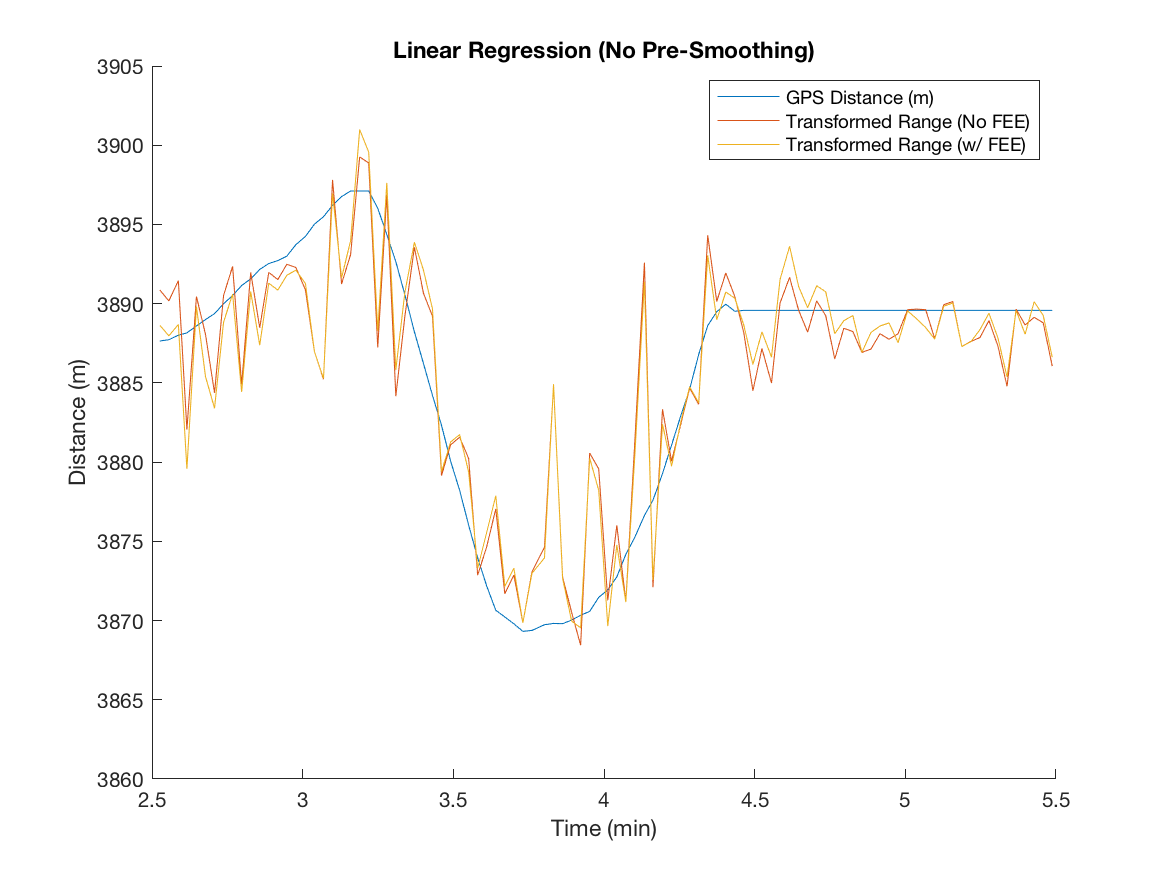 Linear Regression (No Pre-Smoothing)
GPS Distance (m)
Transformed Range (No FEE)
Transformed Range (w/ FEE)
Distance (m)
3905
3900
3895
3890
3885
3880
3875
3870
3865
3860
2.5 3 3.5 4 4.5 5 5.5
Time (min)